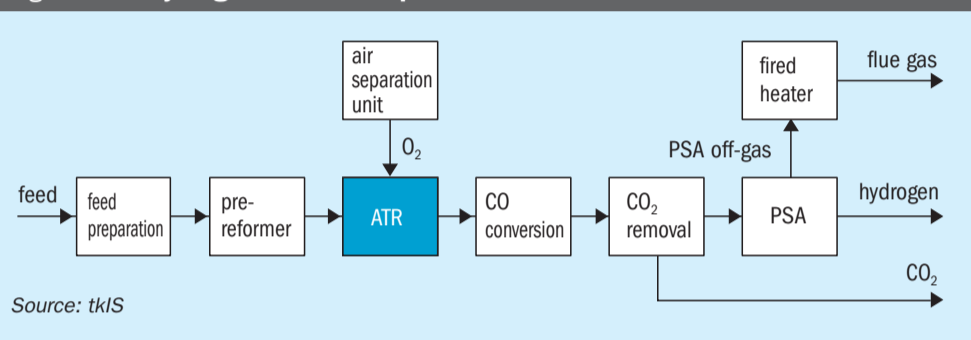 air
separation
unit
O₂
fired
heater
flue gas
PSA off-gas
feed
feed
preparation
pre-
reformer
ATR
CO
conversion
CO₂
removal
PSA
hydrogen
CO₂
Source: tkIS